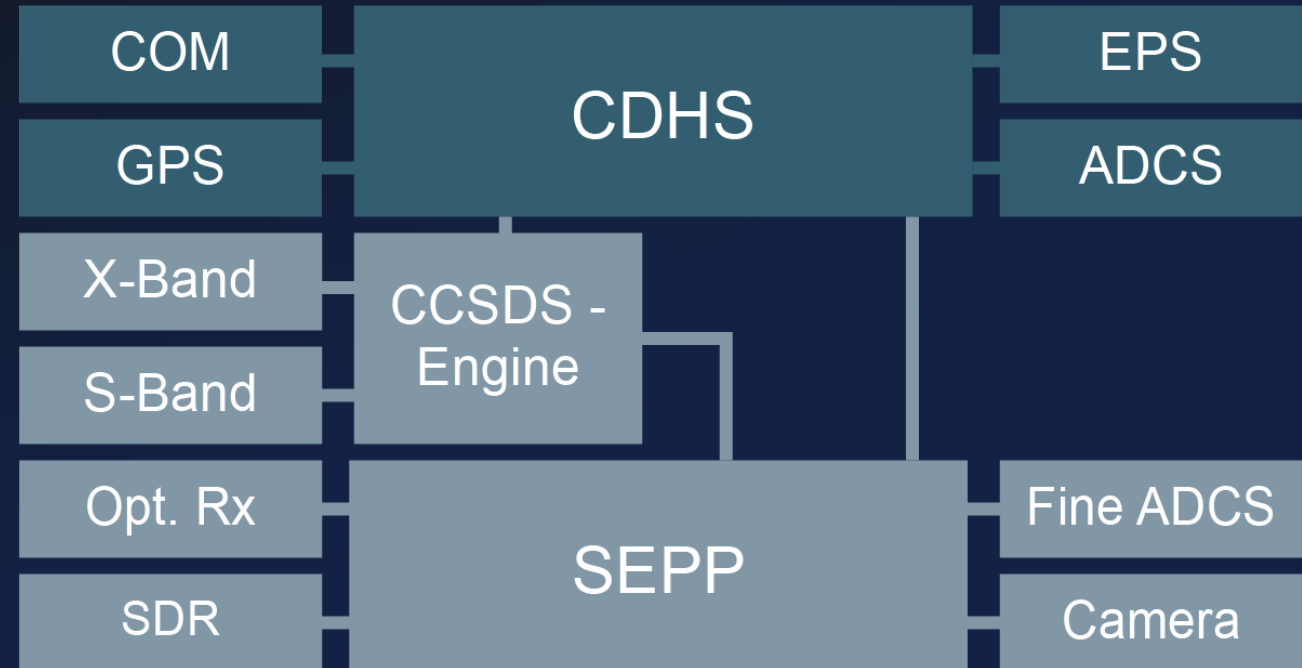 COM
CDHS
EPS
GPS
ADCS
X-Band
CCSDS -
Engine
S-Band
Opt. Rx
SEPP
Fine ADCS
SDR
Camera